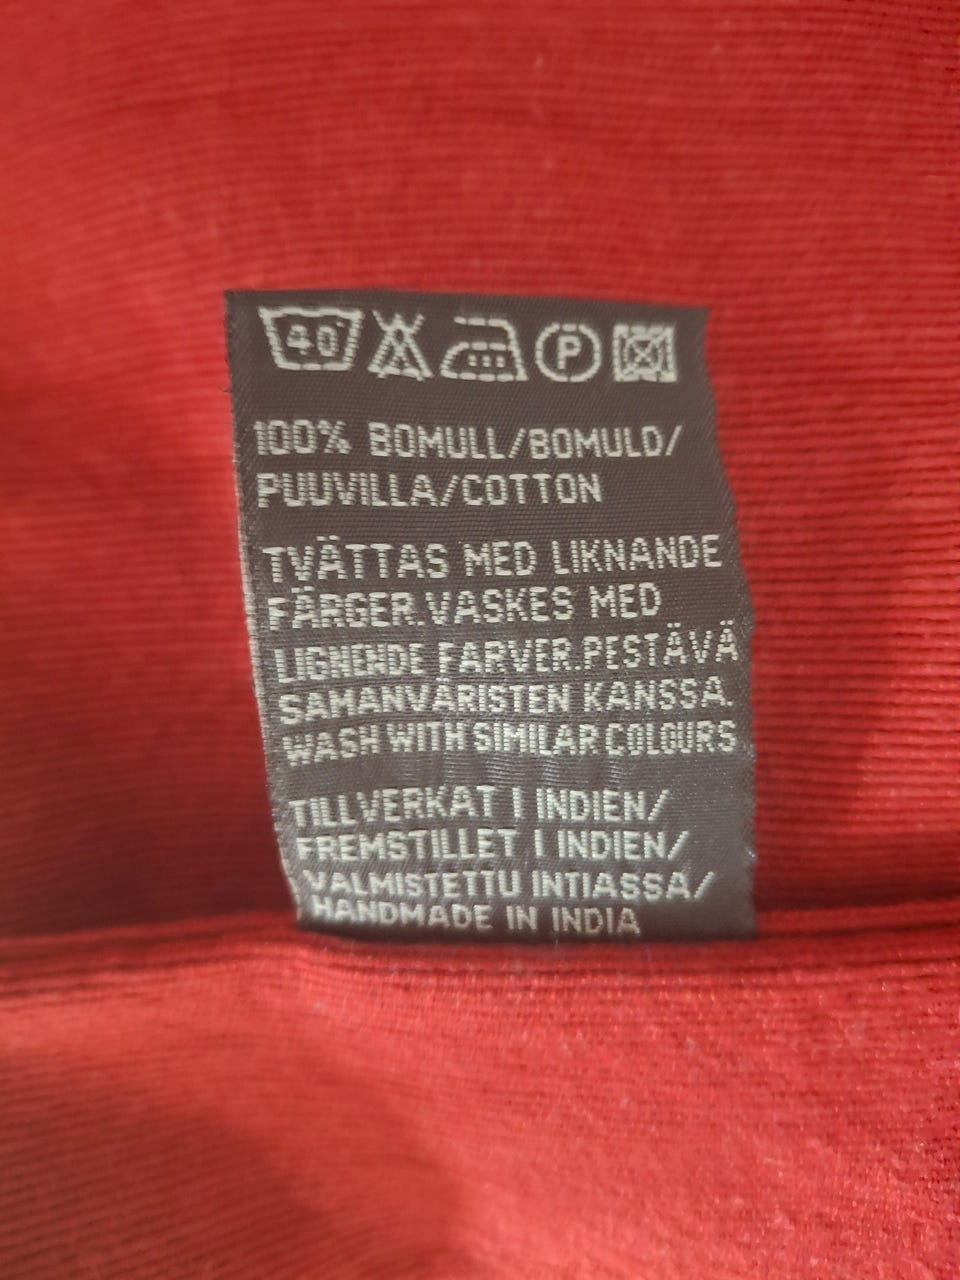 40 P
100% BOMULL/BOMULD/
PUUVILLA/COTTON
TVÄTTAS MED LIKNANDE
FÄRGER.VASKES MED
LIGNENDE FARVER.PESTÄVÄ
SAMANVÄRISTEN KANSSA.
WASH WITH SIMILAR COLOURS.
TILLVERKAT I INDIEN/
FREMSTILLET I INDIEN/
VALMISTETTU INTIASSA/
HANDMADE IN INDIA